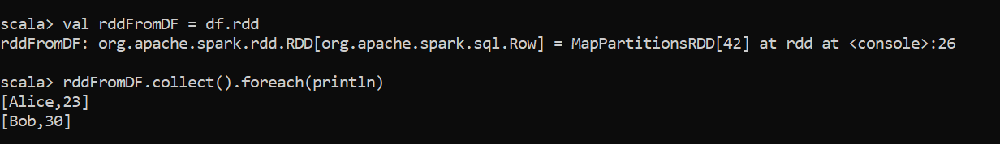 scala> val rddFromDF = df.rdd
rddFromDF: org.apache.spark.rdd.RDD[org.apache.spark.sql.Row] = MapPartitionsRDD[42] at rdd at <console>:26
scala> rddFromDF.collect().foreach(println)
[Alice,23]
[Bob,30]